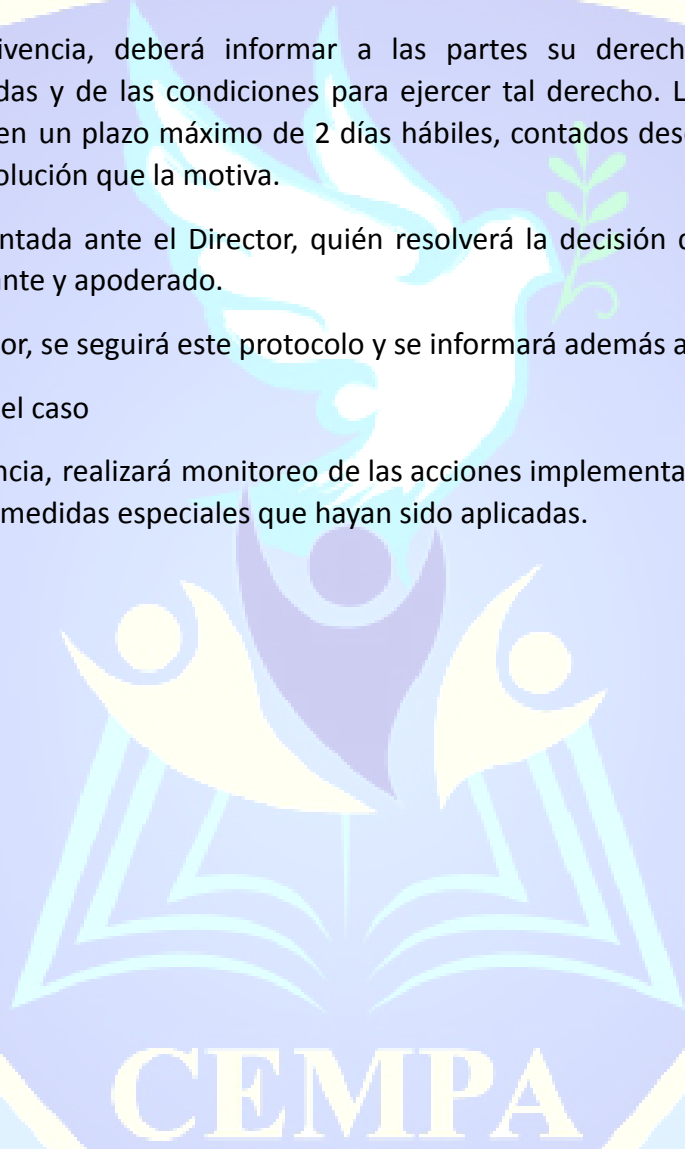 ivencia, deberá informar a las partes su derech
das y de las condiciones para ejercer tal derecho. L
en un plazo máximo de 2 días hábiles, contados des
olución que la motiva.
ntada ante el Director, quién resolverá la decisión
ante y apoderado.
or, se seguirá este protocolo y se informará además a
el caso
ncia, realizará monitoreo de las acciones implementa
medidas especiales que hayan sido aplicadas.
CEMPA